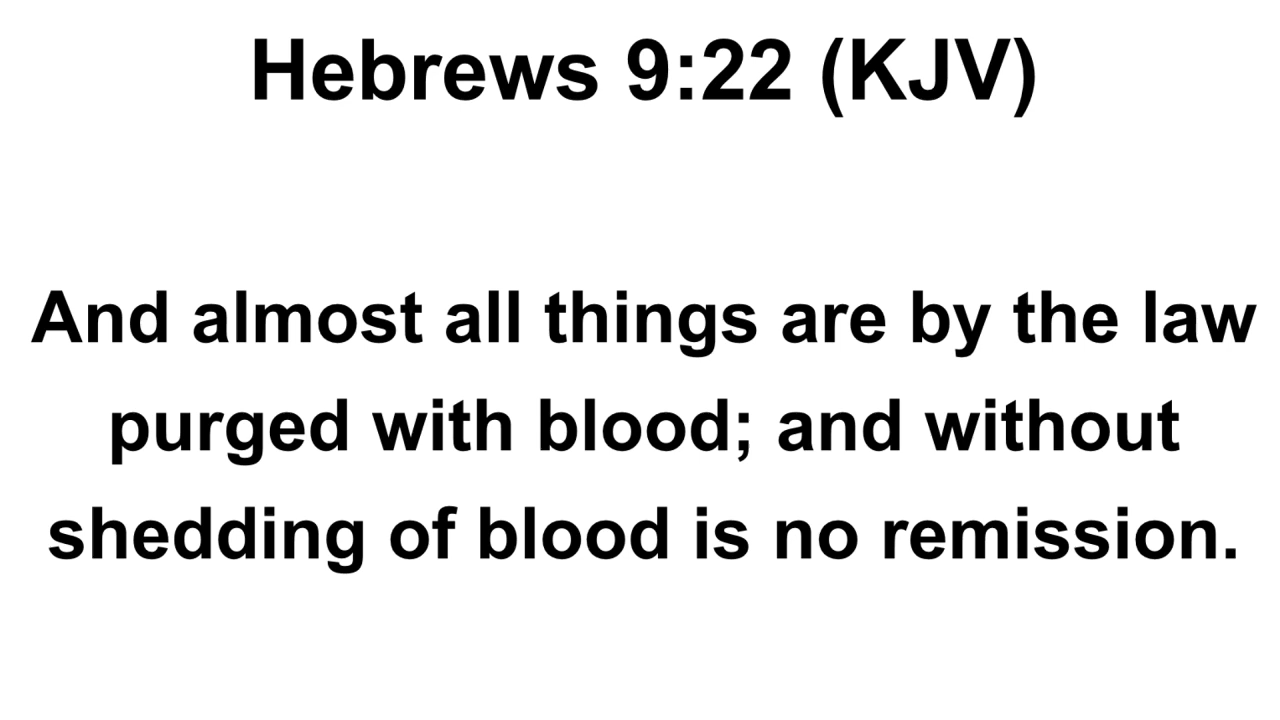 Hebrews 9:22 (KJV)
And almost all things are by the law
purged with blood; and without
shedding of blood is no remission.